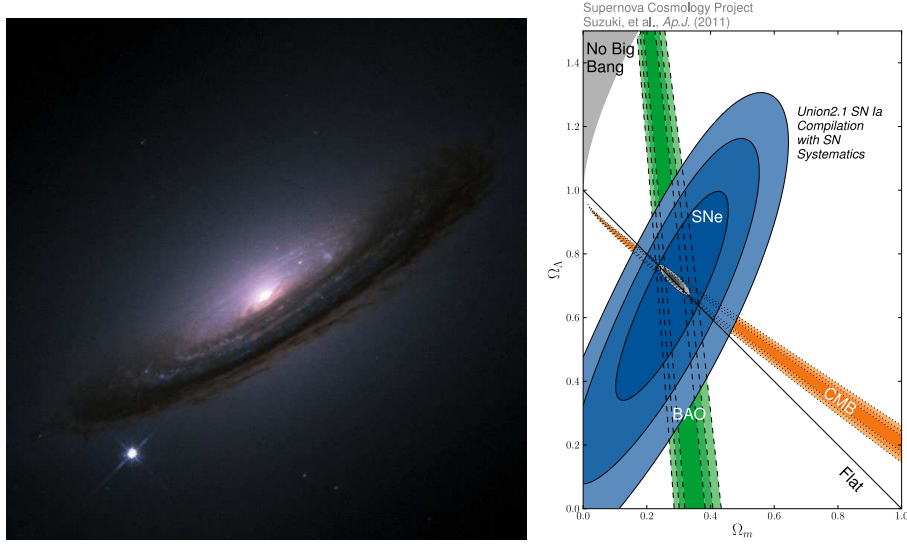 Supernova Cosmology Project
Suzuki, et al., Ap.J. (2011)
No Big
Bang
Union2.1 SN Ia
Compilation
with SN
Systematics
SNe
CMB
BAO
Flat
1.4
1.2
1.0
0.8
0.6
0.4
0.2
0.0
Ω_Λ
0.0 0.2 0.4 0.6 0.8 1.0
Ω_m